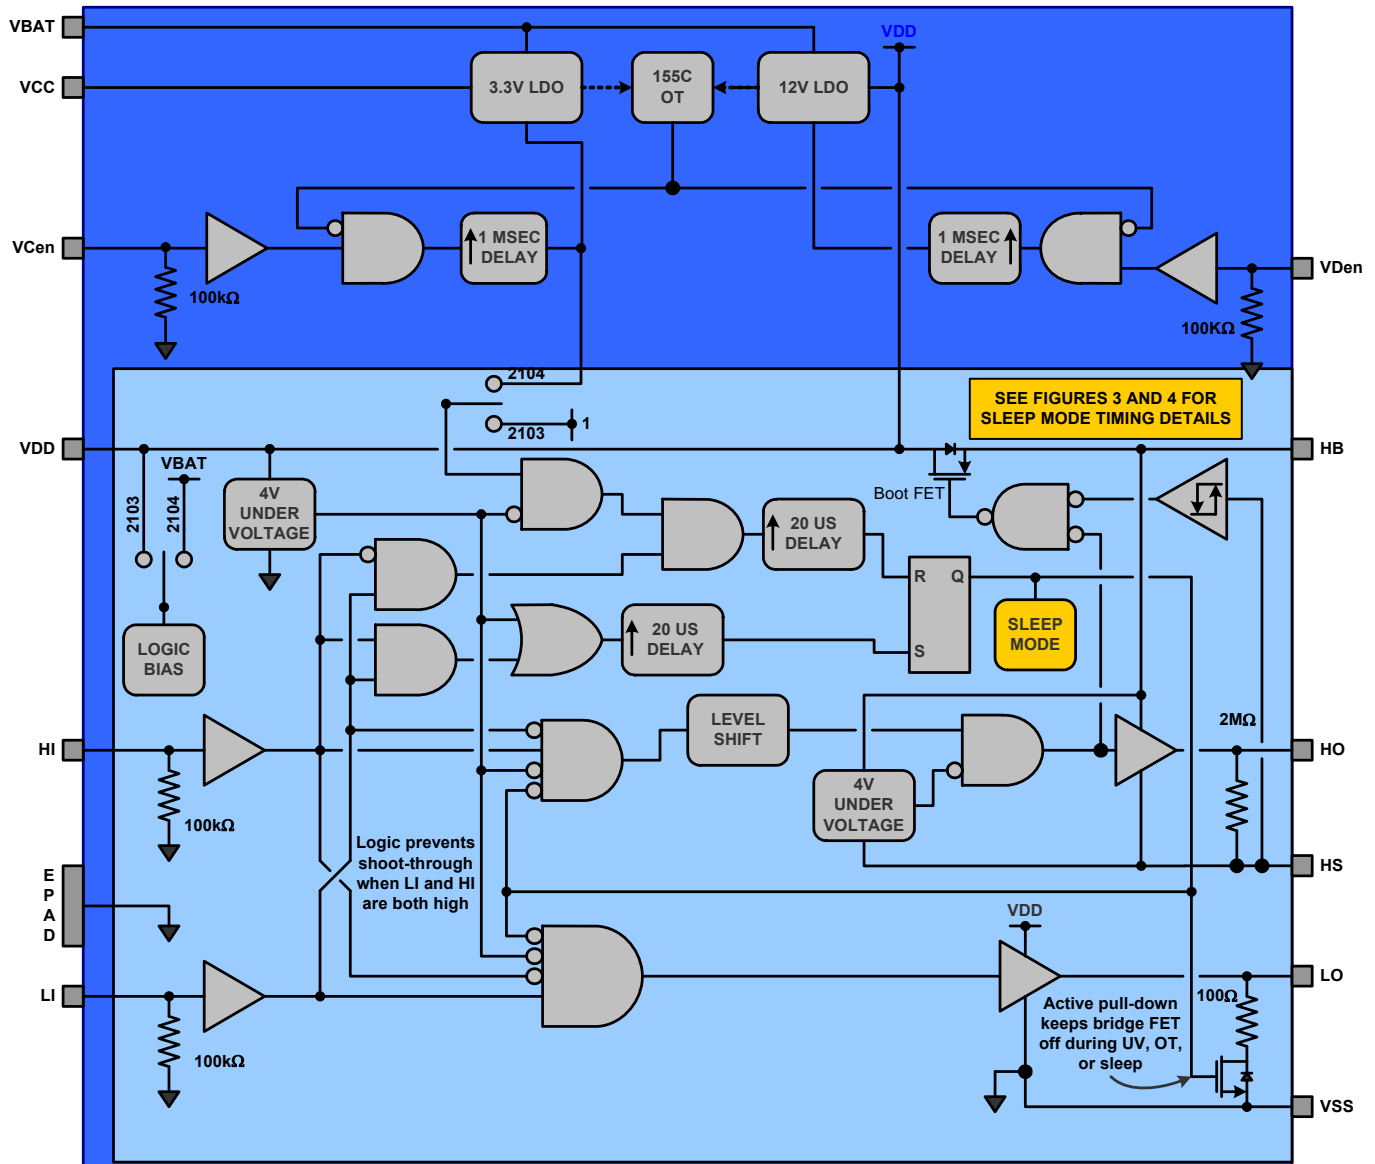 VBAT
VDD
VCC
3.3V LDO
155C
OT
12V LDO
VCen
1 MSEC
DELAY
1 MSEC
DELAY
VDen
100kΩ
100KΩ
2104
2103
1
SEE FIGURES 3 AND 4 FOR
SLEEP MODE TIMING DETAILS
VDD
HB
VBAT
2103
2104
4V
UNDER
VOLTAGE
Boot FET
20 US
DELAY
R
Q
S
SLEEP
MODE
20 US
DELAY
LOGIC
BIAS
LEVEL
SHIFT
2MΩ
HI
HO
4V
UNDER
VOLTAGE
100kΩ
Logic prevents
shoot-through
when LI and HI
are both high
HS
E
P
A
D
VDD
LI
LO
100Ω
Active pull-down
keeps bridge FET
off during UV, OT,
or sleep
100kΩ
VSS